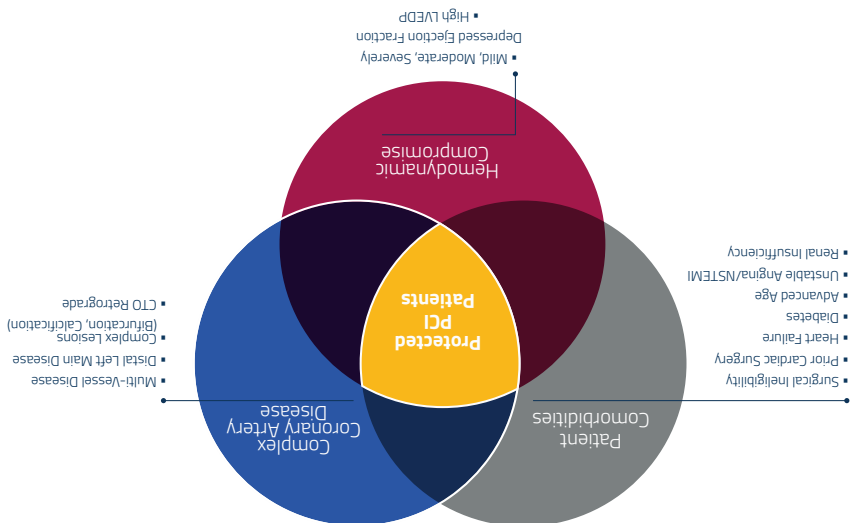 Patient
Comorbidities
▪ Surgical Ineligibility
▪ Prior Cardiac Surgery
▪ Heart Failure
▪ Diabetes
▪ Advanced Age
▪ Unstable Angina/NSTEMI
▪ Renal Insufficiency
Complex
Coronary Artery
Disease
▪ Multi-Vessel Disease
▪ Distal Left Main Disease
▪ Complex Lesions
(Bifurcation, Calcification)
▪ CTO Retrograde
Protected
PCI
Patients
Hemodynamic
Compromise
▪ Mild, Moderate, Severely
Depressed Ejection Fraction
▪ High LVEDP